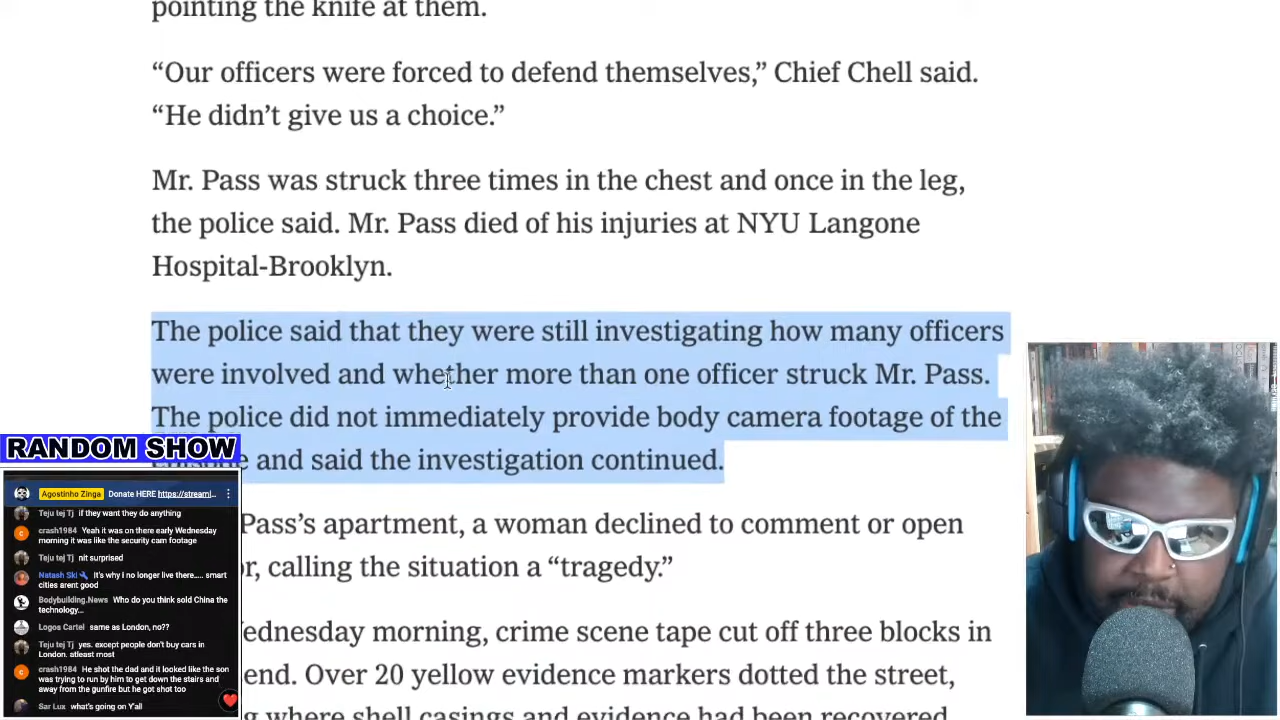 pointing the knife at them.
“Our officers were forced to defend themselves,” Chief Chell said.
“He didn’t give us a choice.”
Mr. Pass was struck three times in the chest and once in the leg,
the police said. Mr. Pass died of his injuries at NYU Langone
Hospital-Brooklyn.
The police said that they were still investigating how many officers
were involved and whether more than one officer struck Mr. Pass.
The police did not immediately provide body camera footage of the
and said the investigation continued.
Pass’s apartment, a woman declined to comment or open
calling the situation a “tragedy.”
morning, crime scene tape cut off three blocks in
Over 20 yellow evidence markers dotted the street,
where shell casings and evidence had been recovered
RANDOM SHOW
Agostinho Zinga Donate HERE https://streaml...
Teju tej Tj if they want they do anything
crash1984 Yeah it was on there early Wednesday
morning it was like the security cam footage
Teju tej Tj nit surprised
Natash Ski It's why I no longer live there..... smart
cities arent good
Bodybuilding.News Who do you think sold China the
technology...
Logos Cartel same as London, no??
Teju tej Tj yes. except people don't buy cars in
London. atleast most
crash1984 He shot the dad and it looked like the son
was trying to run by him to get down the stairs and
away from the gunfire but he got shot too
Sar Lux what's going on Y'all